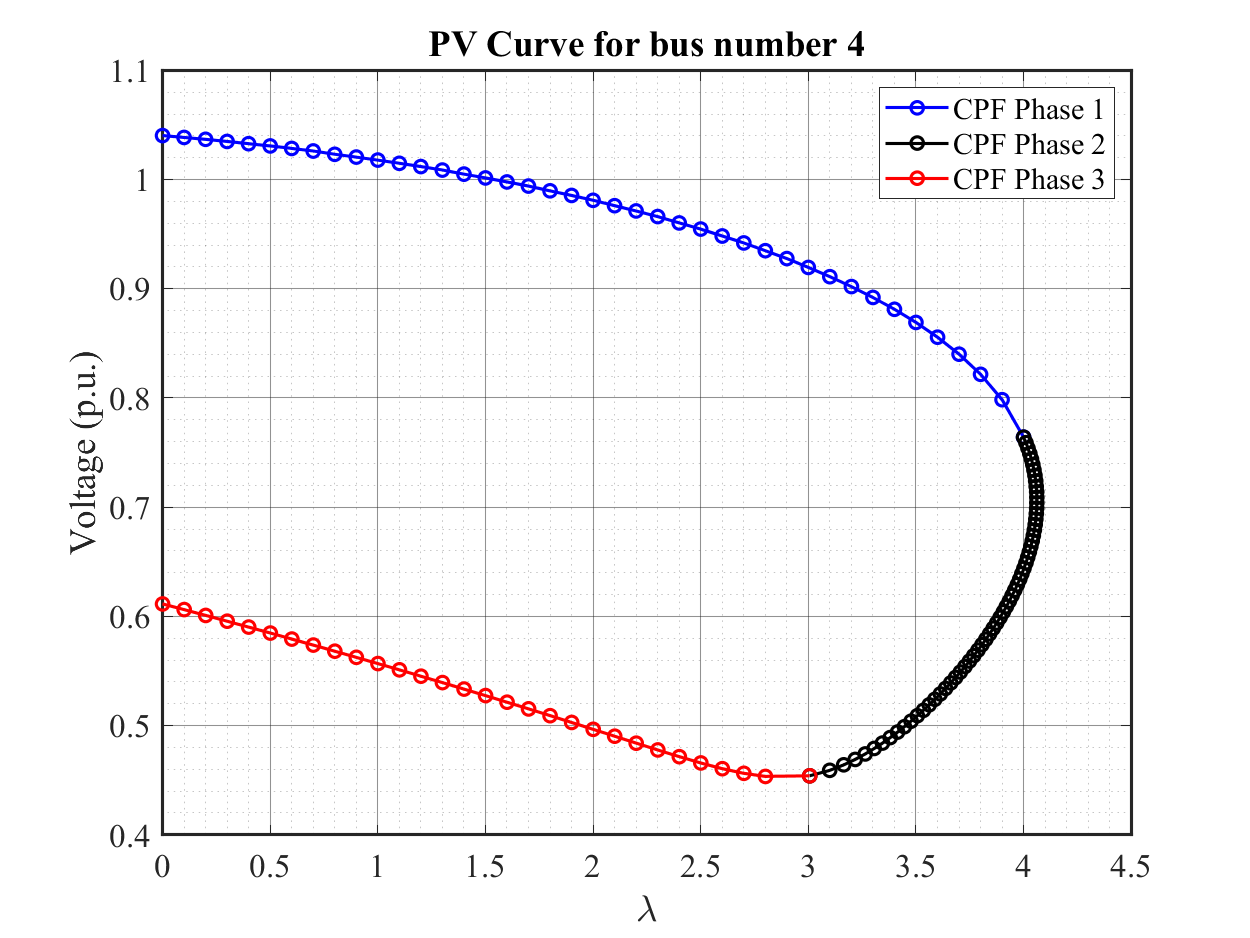 PV Curve for bus number 4
1.1
1
0.9
0.8
0.7
0.6
0.5
0.4
Voltage (p.u.)
CPF Phase 1
CPF Phase 2
CPF Phase 3
0 0.5 1 1.5 2 2.5 3 3.5 4 4.5
λ